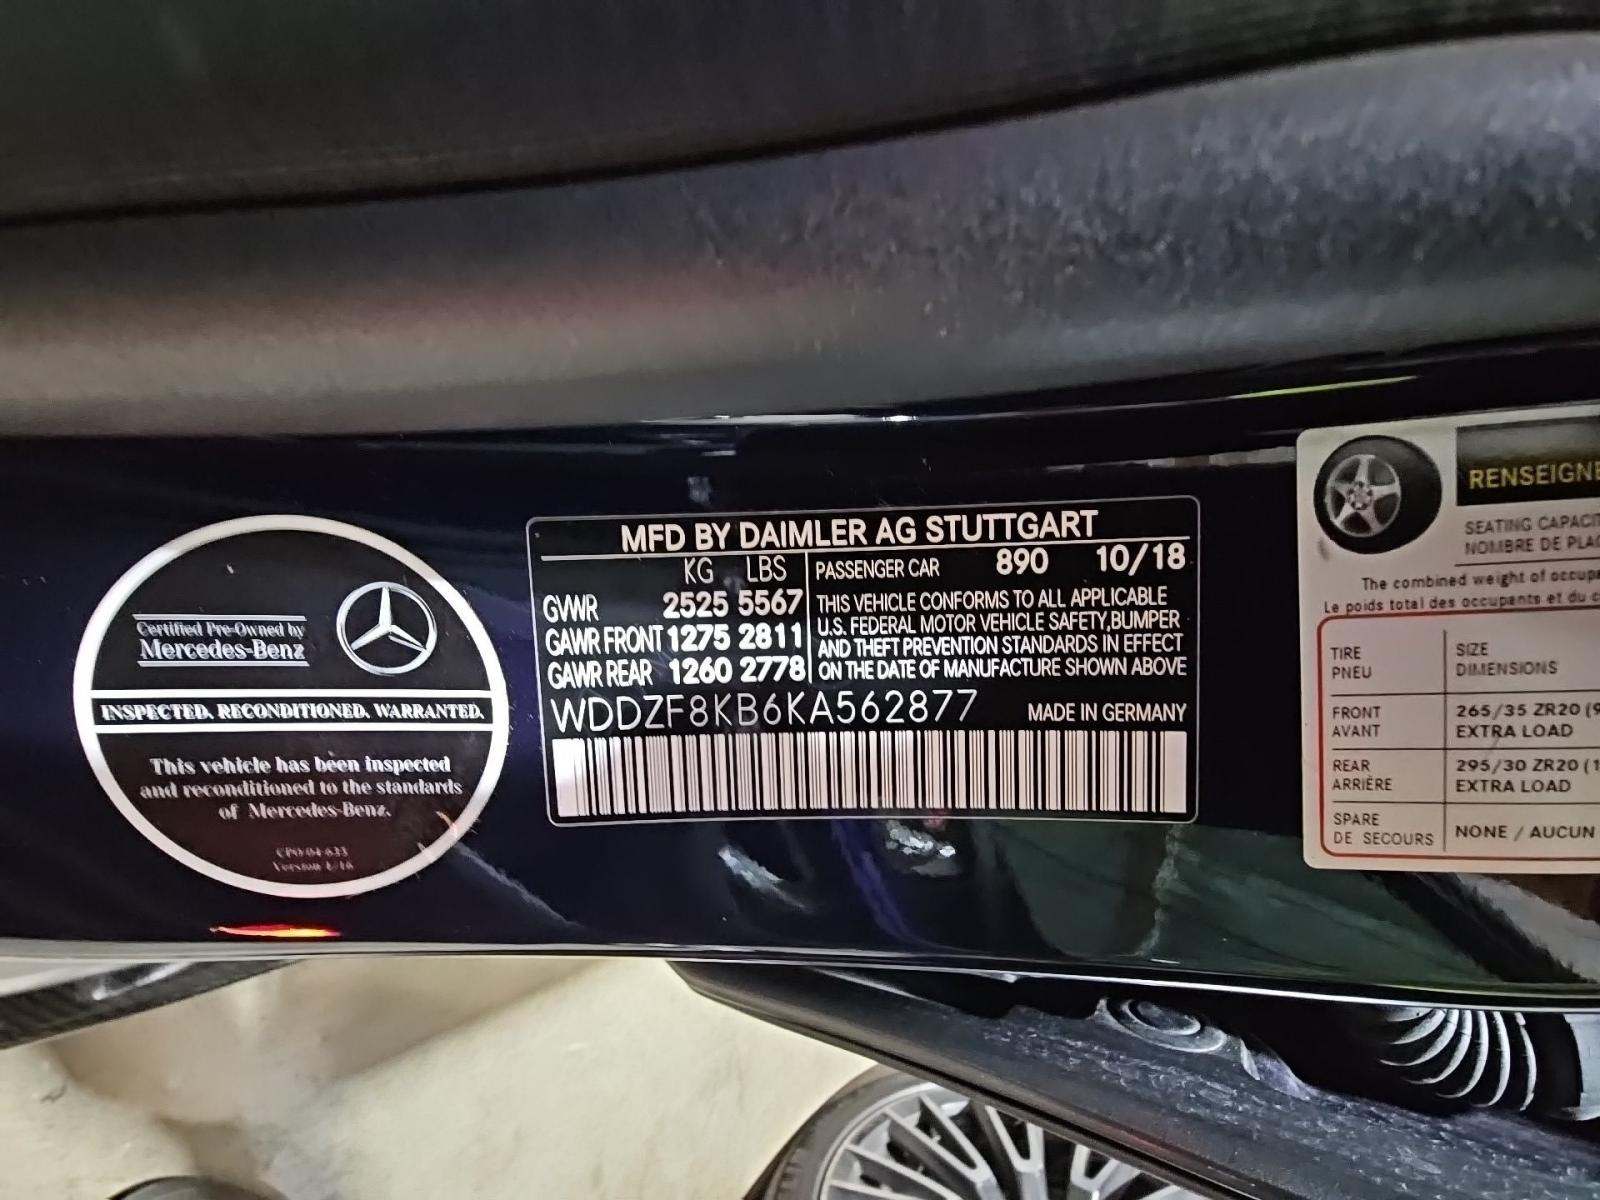 Certified Pre-Owned by
Mercedes-Benz
INSPECTED. RECONDITIONED. WARRANTED.
This vehicle has been inspected
and reconditioned to the standards
of Mercedes-Benz.
MFD BY DAIMLER AG STUTTGART
KG LBS
GVWR 2525 5567
GAWR FRONT 1275 2811
GAWR REAR 1260 2778
PASSENGER CAR 890 10/18
THIS VEHICLE CONFORMS TO ALL APPLICABLE
U.S. FEDERAL MOTOR VEHICLE SAFETY,BUMPER
AND THEFT PREVENTION STANDARDS IN EFFECT
ON THE DATE OF MANUFACTURE SHOWN ABOVE
WDDZF8KB6KA562877 MADE IN GERMANY
SEATING
NOMBRE DE
The combined weight of
Le poids total des occupants et du
TIRE SIZE
PNEU DIMENSIONS
FRONT 265/35 ZR20
AVANT EXTRA LOAD
REAR 295/30 ZR20
ARRIÈRE EXTRA LOAD
SPARE NONE / AUCUN
DE SECOURS